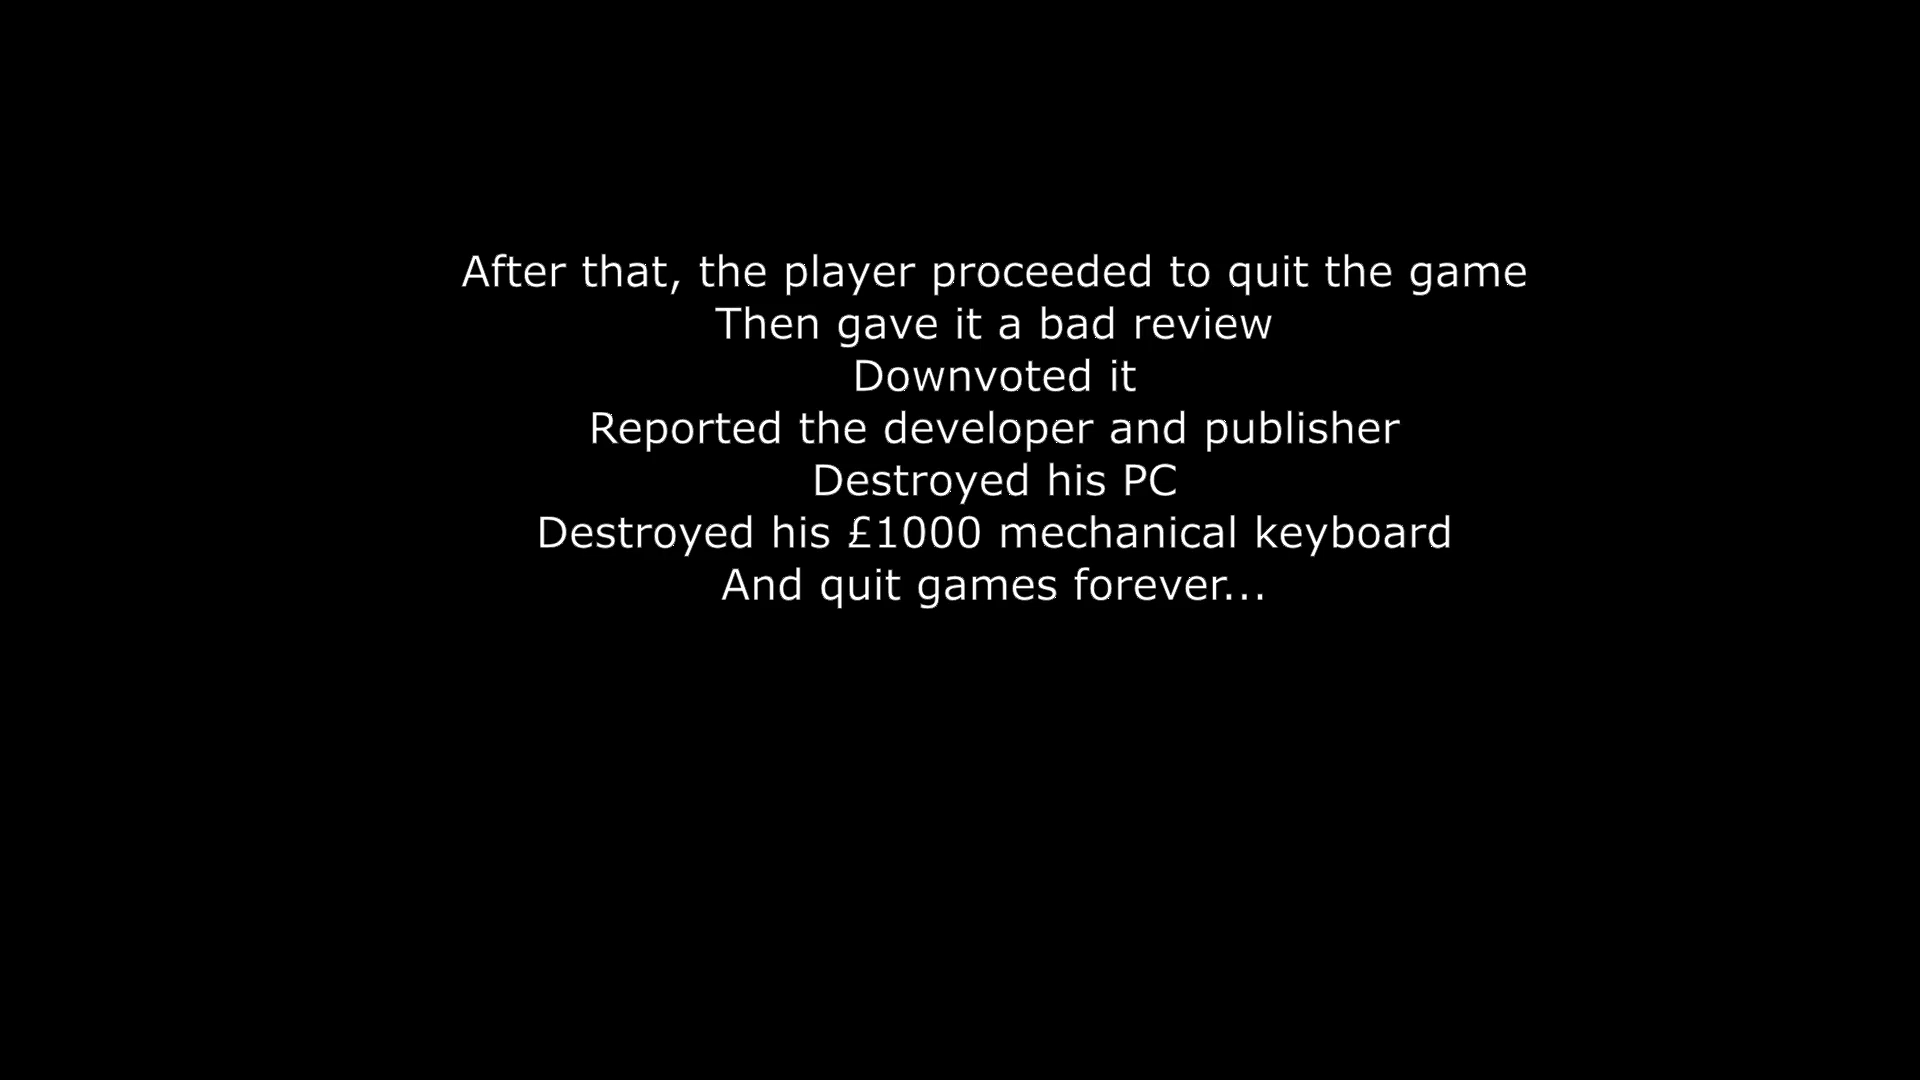 After that, the player proceeded to quit the game
Then gave it a bad review
Downvoted it
Reported the developer and publisher
Destroyed his PC
Destroyed his £1000 mechanical keyboard
And quit games forever...